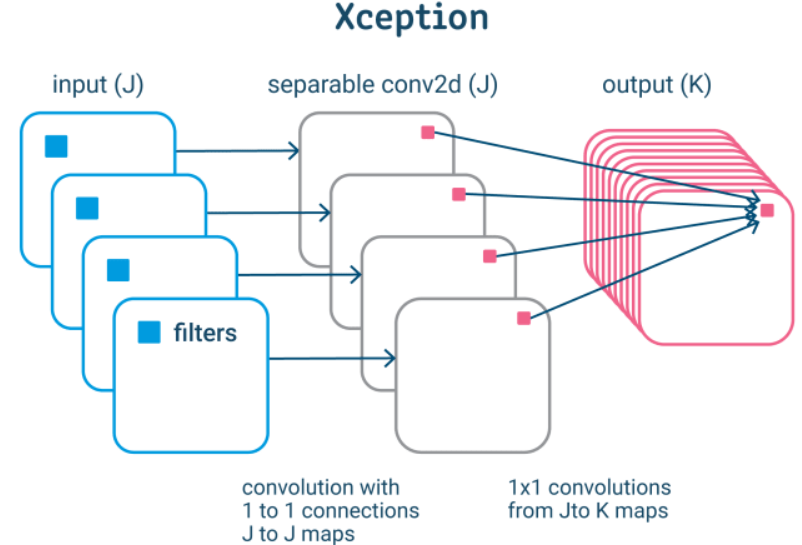 Xception
input (J)
separable conv2d (J)
output (K)
filters
convolution with
1 to 1 connections
J to J maps
1x1 convolutions
from Jto K maps